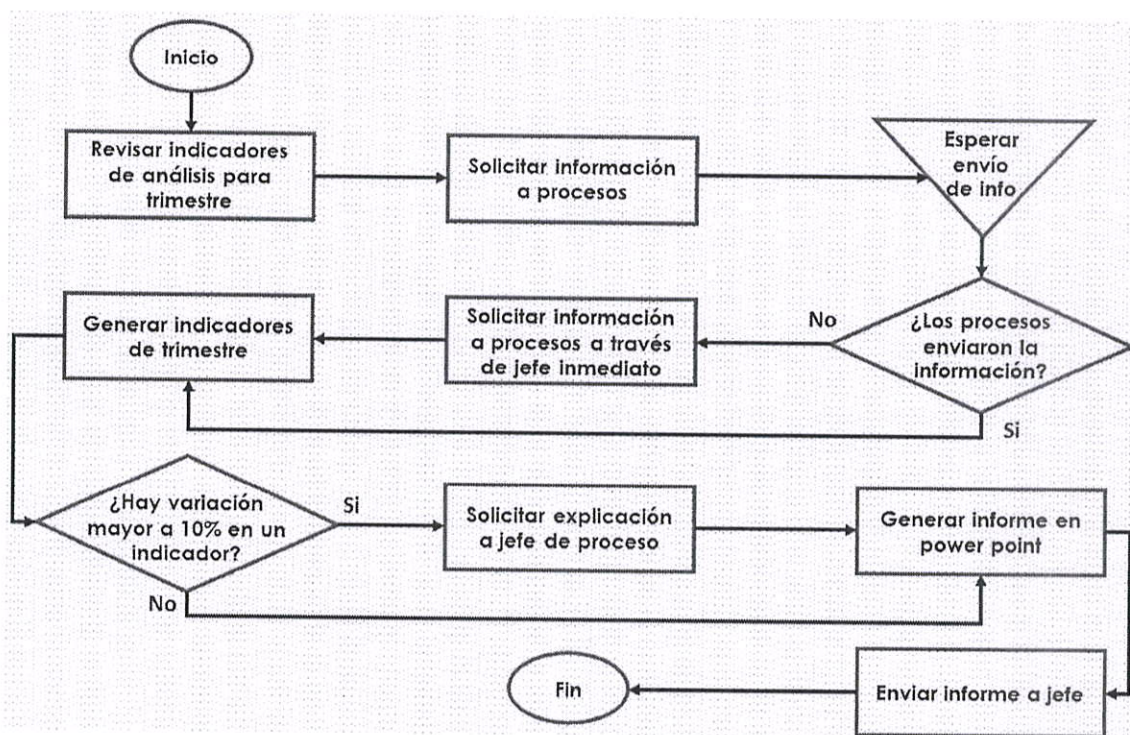 Inicio
Revisar indicadores
de análisis para
trimestre
Solicitar información
a procesos
Esperar
envío
de info
¿Los procesos
enviaron la
información?
No
Si
Solicitar información
a procesos a través
de jefe inmediato
Generar indicadores
de trimestre
¿Hay variación
mayor a 10% en un
indicador?
Si
No
Solicitar explicación
a jefe de proceso
Generar informe en
power point
Enviar informe a jefe
Fin